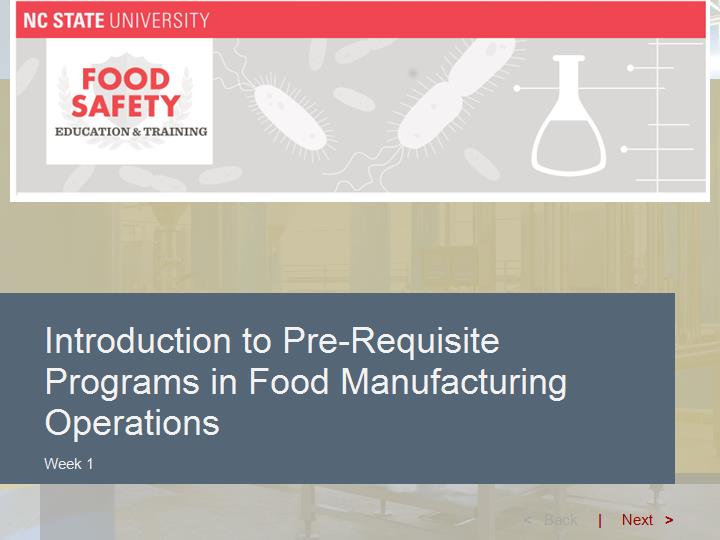 NC STATE UNIVERSITY
FOOD
SAFETY
EDUCATION & TRAINING
Introduction to Pre-Requisite
Programs in Food Manufacturing
Operations
Week 1
< Back | Next >